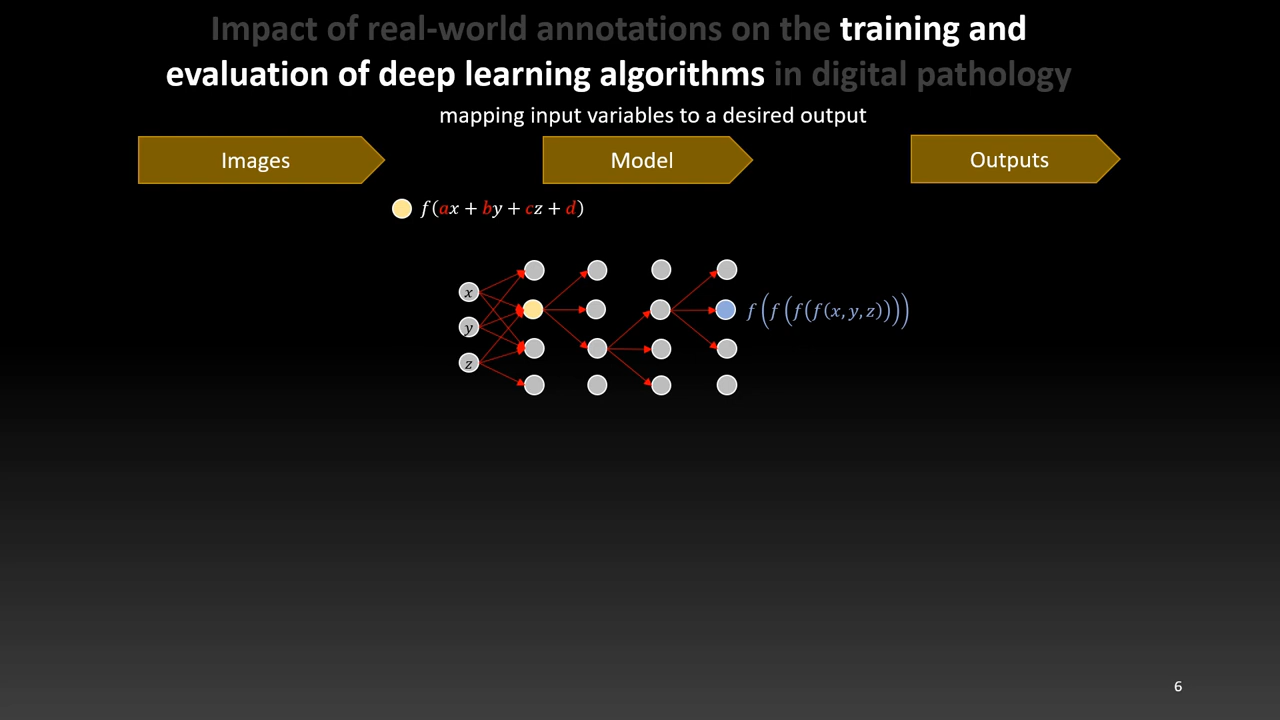 Impact of real-world annotations on the training and
evaluation of deep learning algorithms in digital pathology
mapping input variables to a desired output
Images
Model
Outputs
f(ax + by + cz + d)
x
y
z
f(f(f(f(x, y, z))))
6